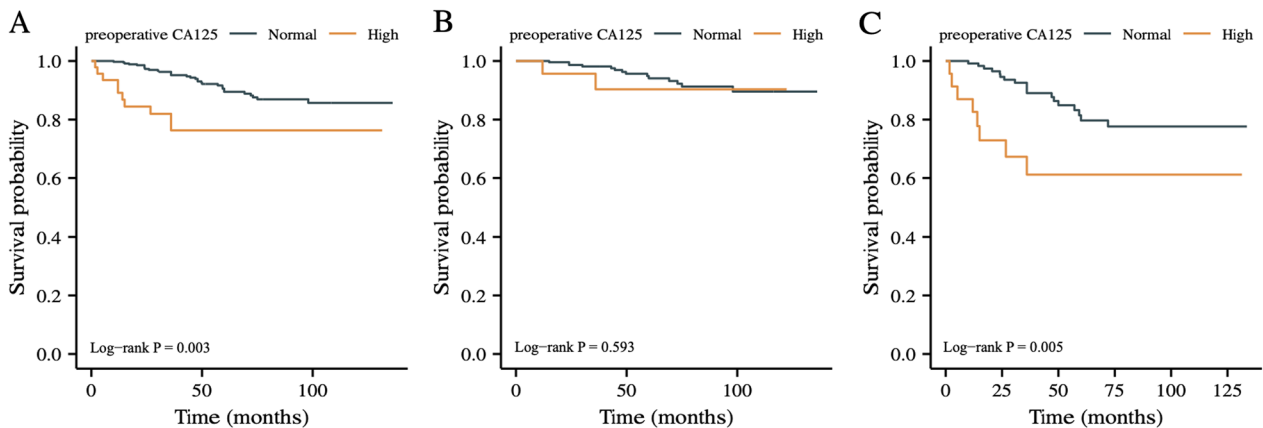 A
preoperative CA125 Normal High
Survival probability
1.0
0.8
0.6
0.4
0.2
0.0
Log−rank P = 0.003
0 50 100
Time (months)
B
preoperative CA125 Normal High
Survival probability
1.0
0.8
0.6
0.4
0.2
0.0
Log−rank P = 0.593
0 50 100
Time (months)
C
preoperative CA125 Normal High
Survival probability
1.0
0.8
0.6
0.4
0.2
0.0
Log−rank P = 0.005
0 25 50 75 100 125
Time (months)